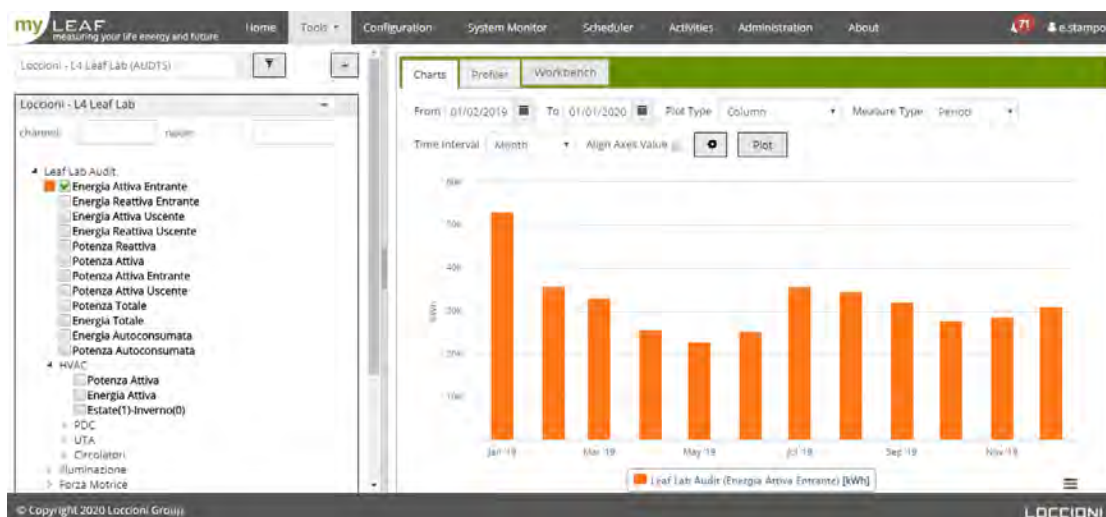 my LEAF
measuring your life energy and future
Home Tools Configuration System Monitor Scheduler Activities Administration About 71 e.stampo
Loccioni - L4 Leaf Lab (AUDTS)
Loccioni - L4 Leaf Lab
channel
Leaf Lab Audit
Energia Attiva Entrante
Energia Reattiva Entrante
Energia Attiva Uscente
Energia Reattiva Uscente
Potenza Reattiva
Potenza Attiva
Potenza Attiva Entrante
Potenza Attiva Uscente
Potenza Totale
Energia Totale
Energia Autoconsumata
Potenza Autoconsumata
HVAC
Potenza Attiva
Energia Attiva
Estate(1)-Inverno(0)
PDC
UTA
Circolatori
Illuminazione
Forza Motrice
Charts Profiler Workbench
From 01/02/2019 To 01/01/2020 Plot Type Column Measure Type Period
Time Interval Month Align Axes Value Plot
kWh
Jan '19 Mar '19 May '19 Jul '19 Sep '19 Nov '19
Leaf Lab Audit (Energia Attiva Entrante) [kWh]
© Copyright 2020 Loccioni Group
LOCCIONI